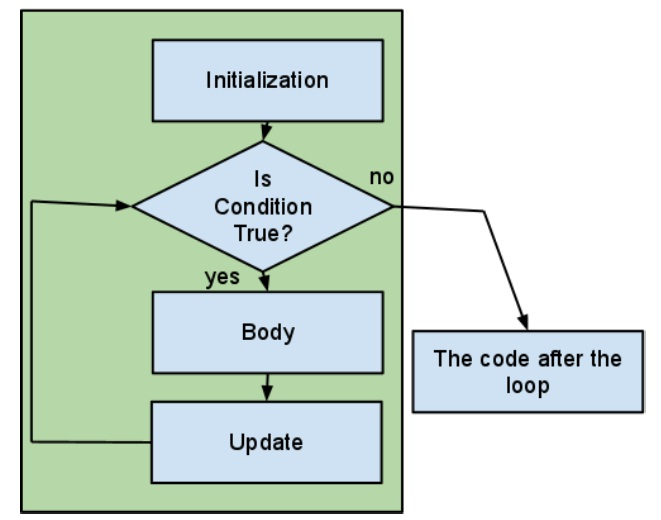 Initialization
Is
Condition
True?
no
yes
Body
The code after the
loop
Update